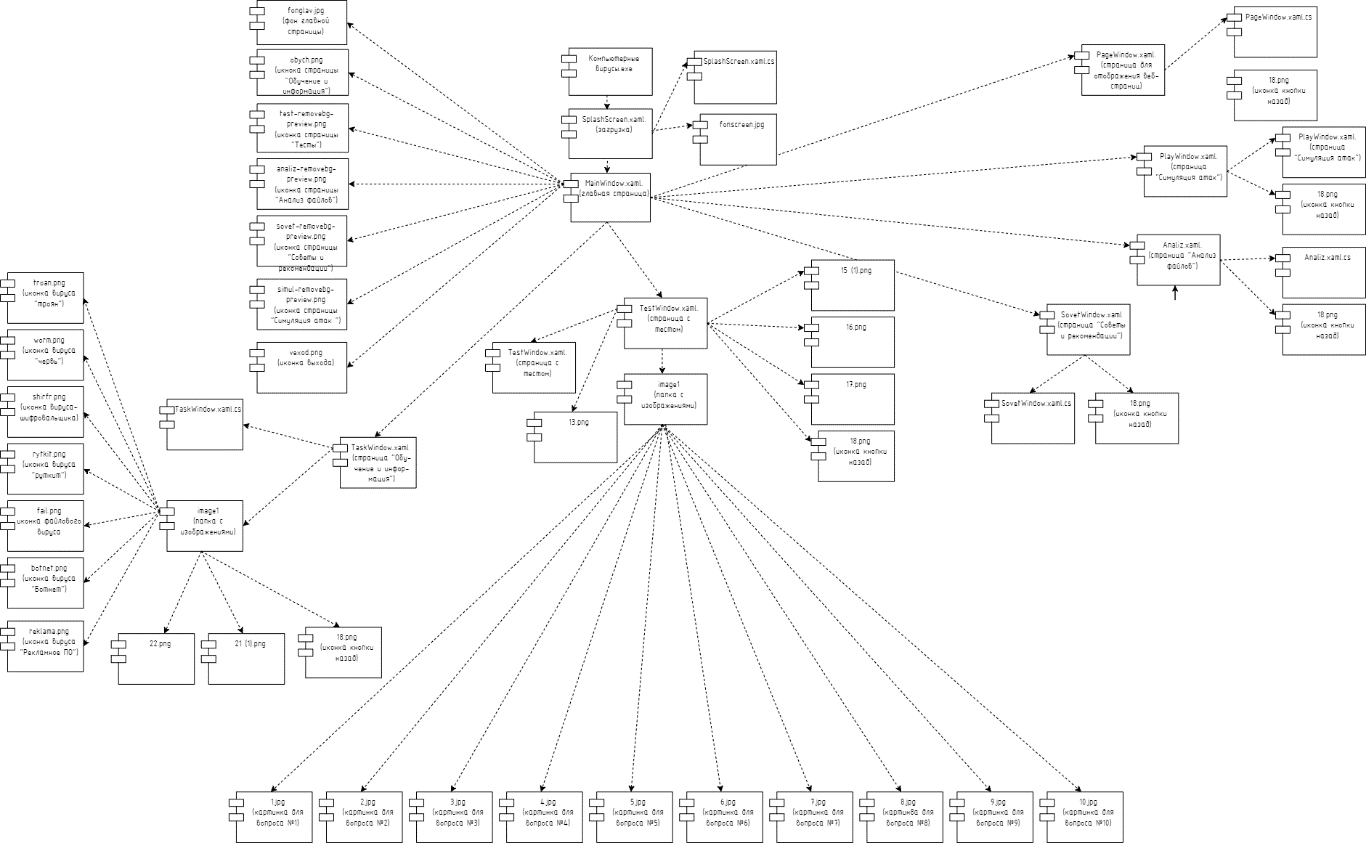 fonglav.jpg
(фон главной
страницы)
obych.png
(икнока страницы
"Обучение и
информация")
test-removebg-
preview.png
(иконка страницы
"Тесты")
analiz-removebg-
preview.png
(иконка страницы
"Анализ файлов")
sovet-removebg-
preview.png
(иконка страницы
"Советы и
рекомендации")
simul-removebg-
preview.png
(иконка страницы
"Симуляция атак ")
vexod.png
(иконка выхода)
Компьютерные
вирусы.exe
SplashScreen.xaml.cs
SplashScreen.xaml.
(загрузка)
fonscreen.jpg
MainWindow.xaml.
(главная страница)
PageWindow.xaml.
(страница для
отображения веб-
страниц)
PageWindow.xaml.cs
18.png
(иконка кнопки
назад)
PlayWindow.xaml.
(страница
"Симуляция атак")
PlayWindow.xaml.
(страница
"Симуляция атак")
18.png
(иконка кнопки
назад)
Analiz.xaml.
(страница "Анализ
файлов")
Analiz.xaml.cs
18.png
(иконка кнопки
назад)
SovetWindow.xaml.
(страница "Советы
и рекомендации")
SovetWindow.xaml.cs
18.png
(иконка кнопки
назад)
TestWindow.xaml.
(страница с
тестом)
TestWindow.xaml.
(страница с
тестом)
13.png
image1
(папка с
изображениями)
15 (1).png
16.png
17.png
18.png
(иконка кнопки
назад)
troan.png
(иконка вируса
"троян")
worm.png
(иконка вируса
"червь")
shirfr.png
(иконка вируса-
шифровальщика)
rytkit.png
(иконка вируса
"руткит")
fail.png
иконка файлового
вируса
botnet.png
(иконка вируса
"Ботнет")
reklama.png
(иконка вируса
"Рекламное ПО")
TaskWindow.xaml.cs
TaskWindow.xaml
(страница "Обу-
чение и инфор-
мация")
image1
(папка с
изображениями)
22.png
21 (1).png
18.png
(иконка кнопки
назад)
1.jpg
(картинка для
вопроса №1)
2.jpg
(картинка для
вопроса №2)
3.jpg
(картинка для
вопроса №3)
4.jpg
(картинка для
вопроса №4)
5.jpg
(картинка для
вопроса №5)
6.jpg
(картинка для
вопроса №6)
7.jpg
(картинка для
вопроса №7)
8.jpg
(картинка для
вопроса №8)
9.jpg
(картинка для
вопроса №9)
10.jpg
(картинка для
вопроса №10)